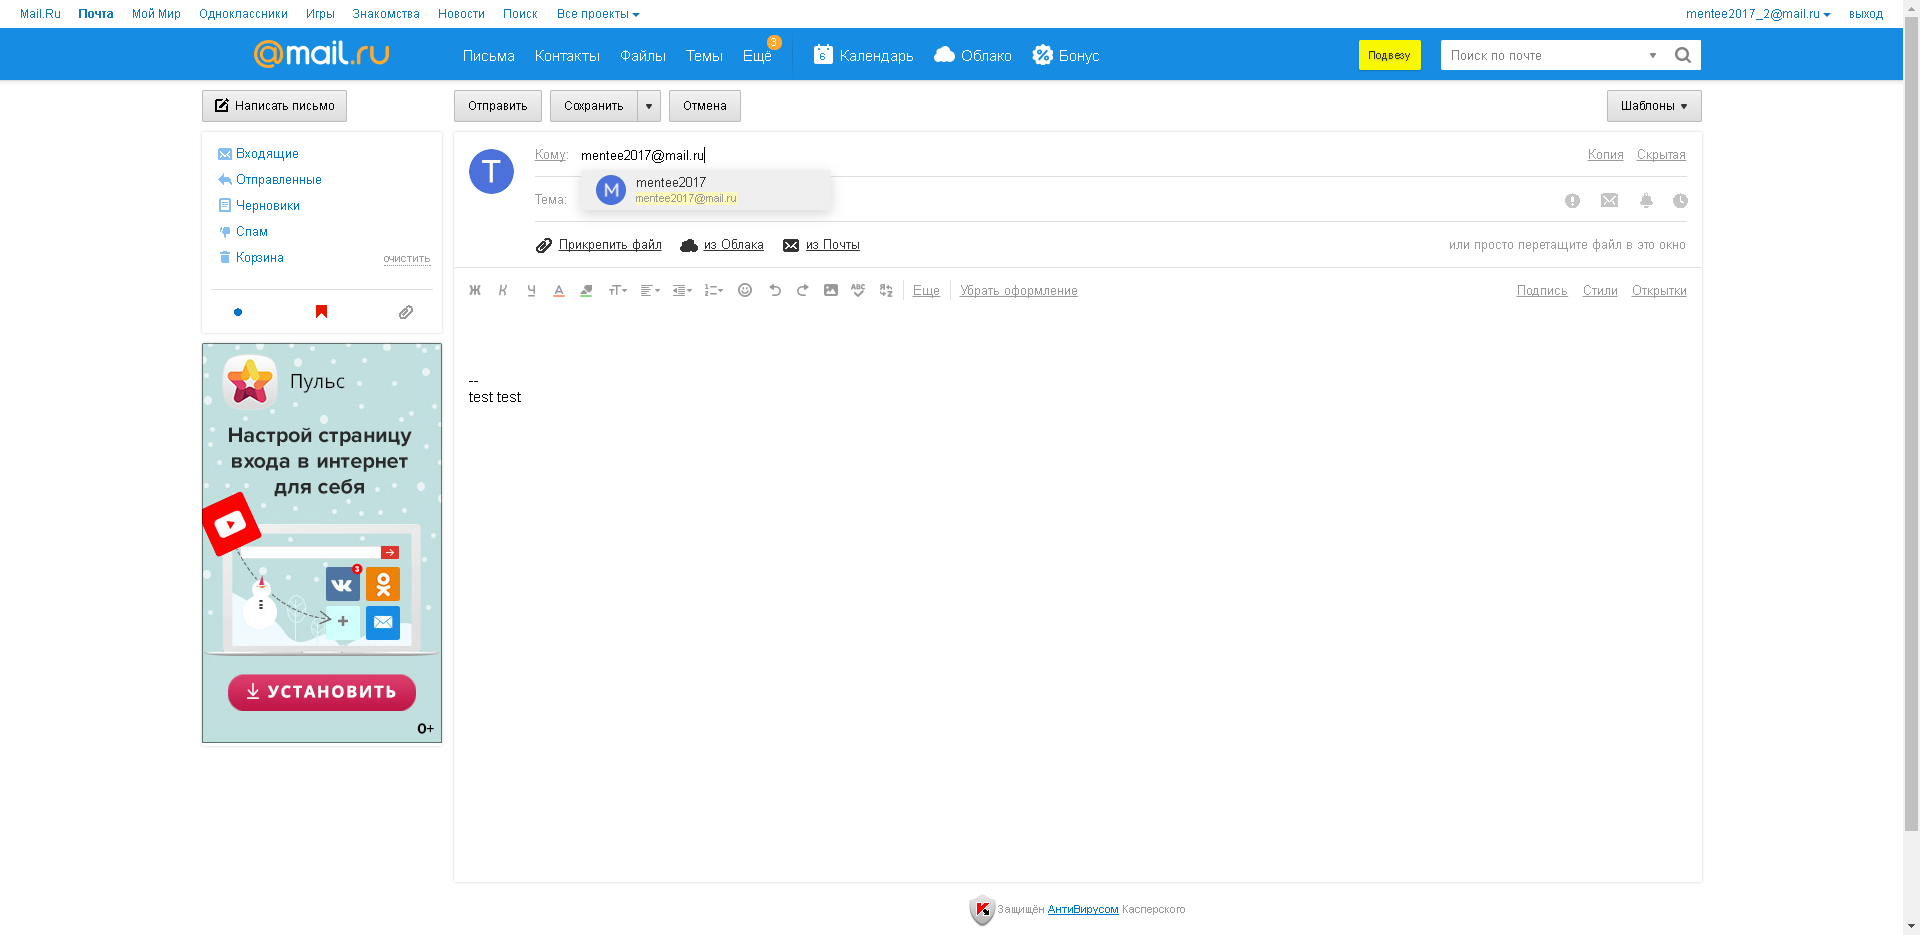 Mail.Ru Почта Мой Мир Одноклассники Игры Знакомства Новости Поиск Все проекты mentee2017_2@mail.ru выход
@mail.ru Письма Контакты Файлы Темы Ещё 3 6 Календарь Облако Бонус Подвезу Поиск по почте
Написать письмо Отправить Сохранить Отмена Шаблоны
Входящие
Отправленные
Черновики
Спам
Корзина очистить
T Кому: mentee2017@mail.ru Копия Скрытая
M mentee2017
mentee2017@mail.ru
Тема:
Прикрепить файл из Облака из Почты или просто перетащите файл в это окно
Ж К Ч А тТ ABC Еще Убрать оформление Подпись Стили Открытки
--
test test
Пульс
Настрой страницу
входа в интернет
для себя
3
УСТАНОВИТЬ
0+
Защищён АнтиВирусом Касперского